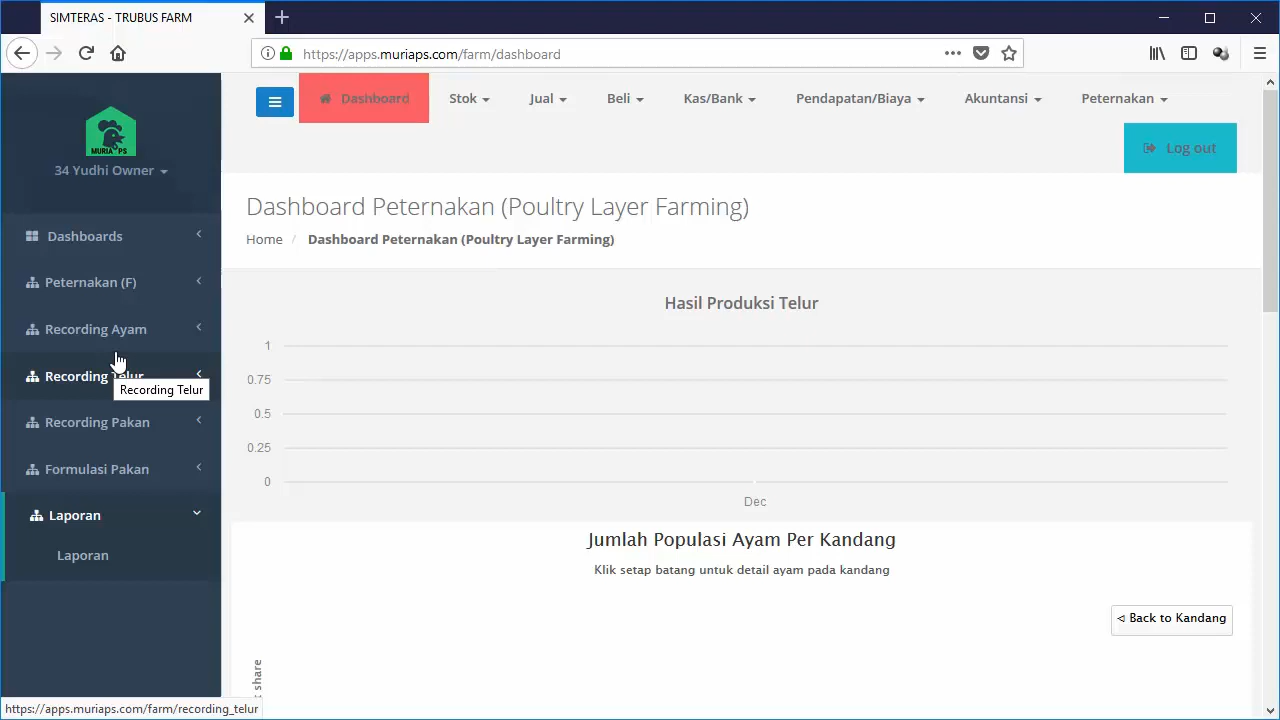 SIMTERAS - TRUBUS FARM
https://apps.muriaps.com/farm/dashboard
MURIA PS
34 Yudhi Owner
Dashboard
Stok
Jual
Beli
Kas/Bank
Pendapatan/Biaya
Akuntansi
Peternakan
Log out
Dashboards
Peternakan (F)
Recording Ayam
Recording Telur
Recording Telur
Recording Pakan
Formulasi Pakan
Laporan
Laporan
Dashboard Peternakan (Poultry Layer Farming)
Home / Dashboard Peternakan (Poultry Layer Farming)
Hasil Produksi Telur
1
0.75
0.5
0.25
0
Dec
Jumlah Populasi Ayam Per Kandang
Klik setap batang untuk detail ayam pada kandang
◅ Back to Kandang
share
https://apps.muriaps.com/farm/recording_telur